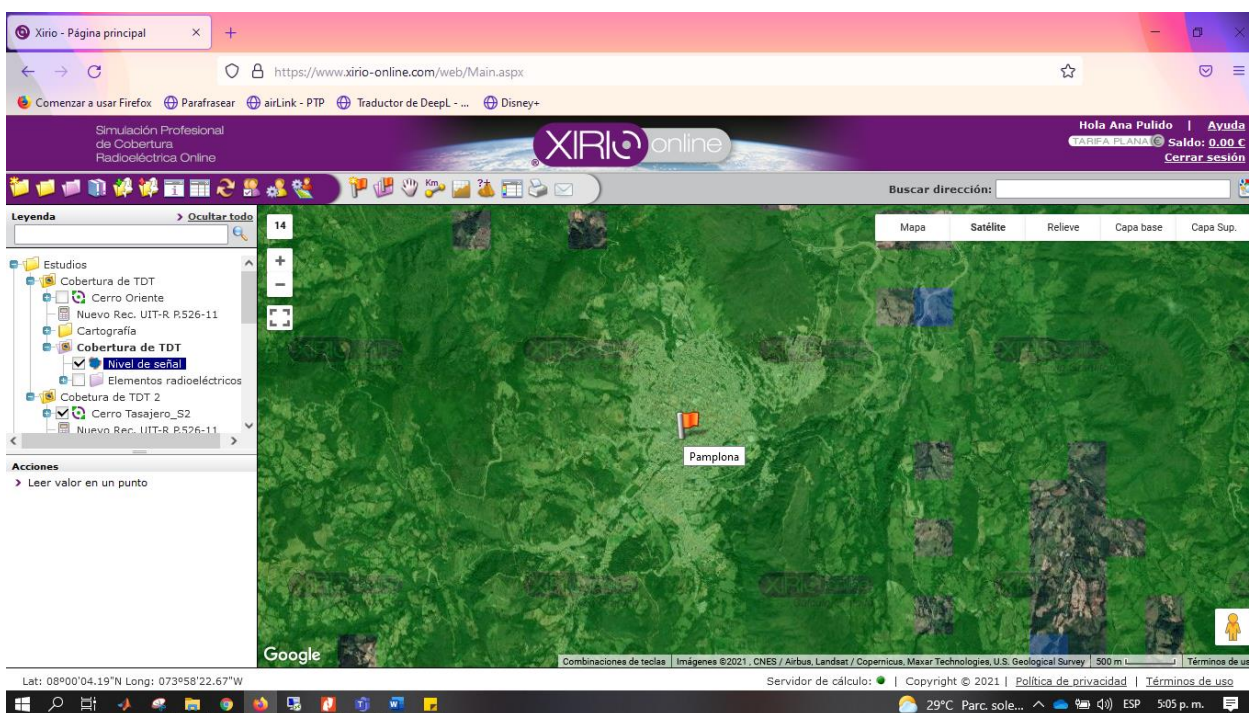 Xirio - Página principal
https://www.xirio-online.com/web/Main.aspx
Comenzar a usar Firefox Parafrasear airLink - PTP Traductor de DeepL - ... Disney+
Simulación Profesional
de Cobertura
Radioeléctrica Online
XIRIO online
Hola Ana Pulido | Ayuda
TARIFA PLANA € Saldo: 0.00 €
Cerrar sesión
Buscar dirección:
Leyenda
Ocultar todo
Estudios
Cobertura de TDT
Cerro Oriente
Nuevo Rec. UIT-R P.526-11
Cartografía
Cobertura de TDT
Nivel de señal
Elementos radioeléctricos
Cobetura de TDT 2
Cerro Tasajero_S2
Nuevo Rec. UIT-R P.526-11
Acciones
Leer valor en un punto
14
+
−
Mapa Satélite Relieve Capa base Capa Sup.
Pamplona
Google
Combinaciones de teclas Imágenes ©2021 , CNES / Airbus, Landsat / Copernicus, Maxar Technologies, U.S. Geological Survey 500 m Términos de us
Lat: 08º00'04.19"N Long: 073º58'22.67"W
Servidor de cálculo: | Copyright © 2021 | Política de privacidad | Términos de uso
29°C Parc. sole... ESP 5:05 p. m.